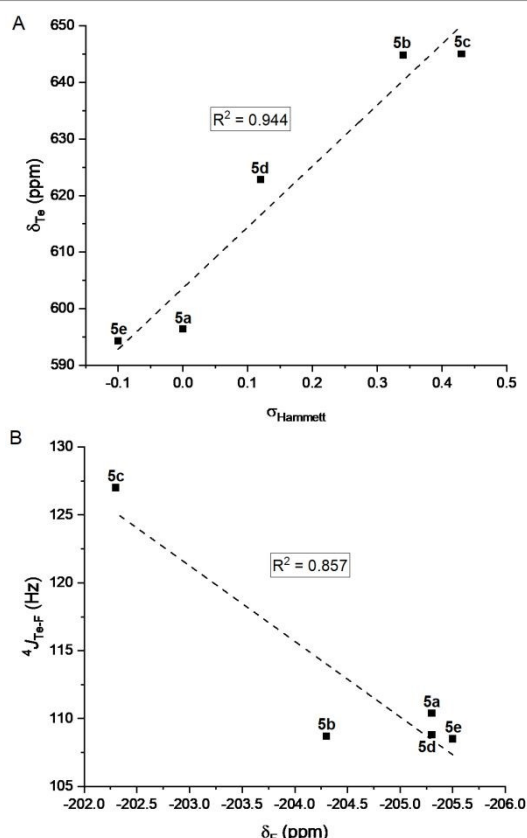 A
650
640
630
620
610
600
590
δTe (ppm)
R² = 0.944
5b
5c
5d
5e
5a
-0.1
0.0
0.1
0.2
0.3
0.4
0.5
σHammett
B
130
125
120
115
110
105
⁴JTe-F (Hz)
5c
R² = 0.857
5b
5a
5d
5e
-202.0
-202.5
-203.0
-203.5
-204.0
-204.5
-205.0
-205.5
-206.0
δF (ppm)